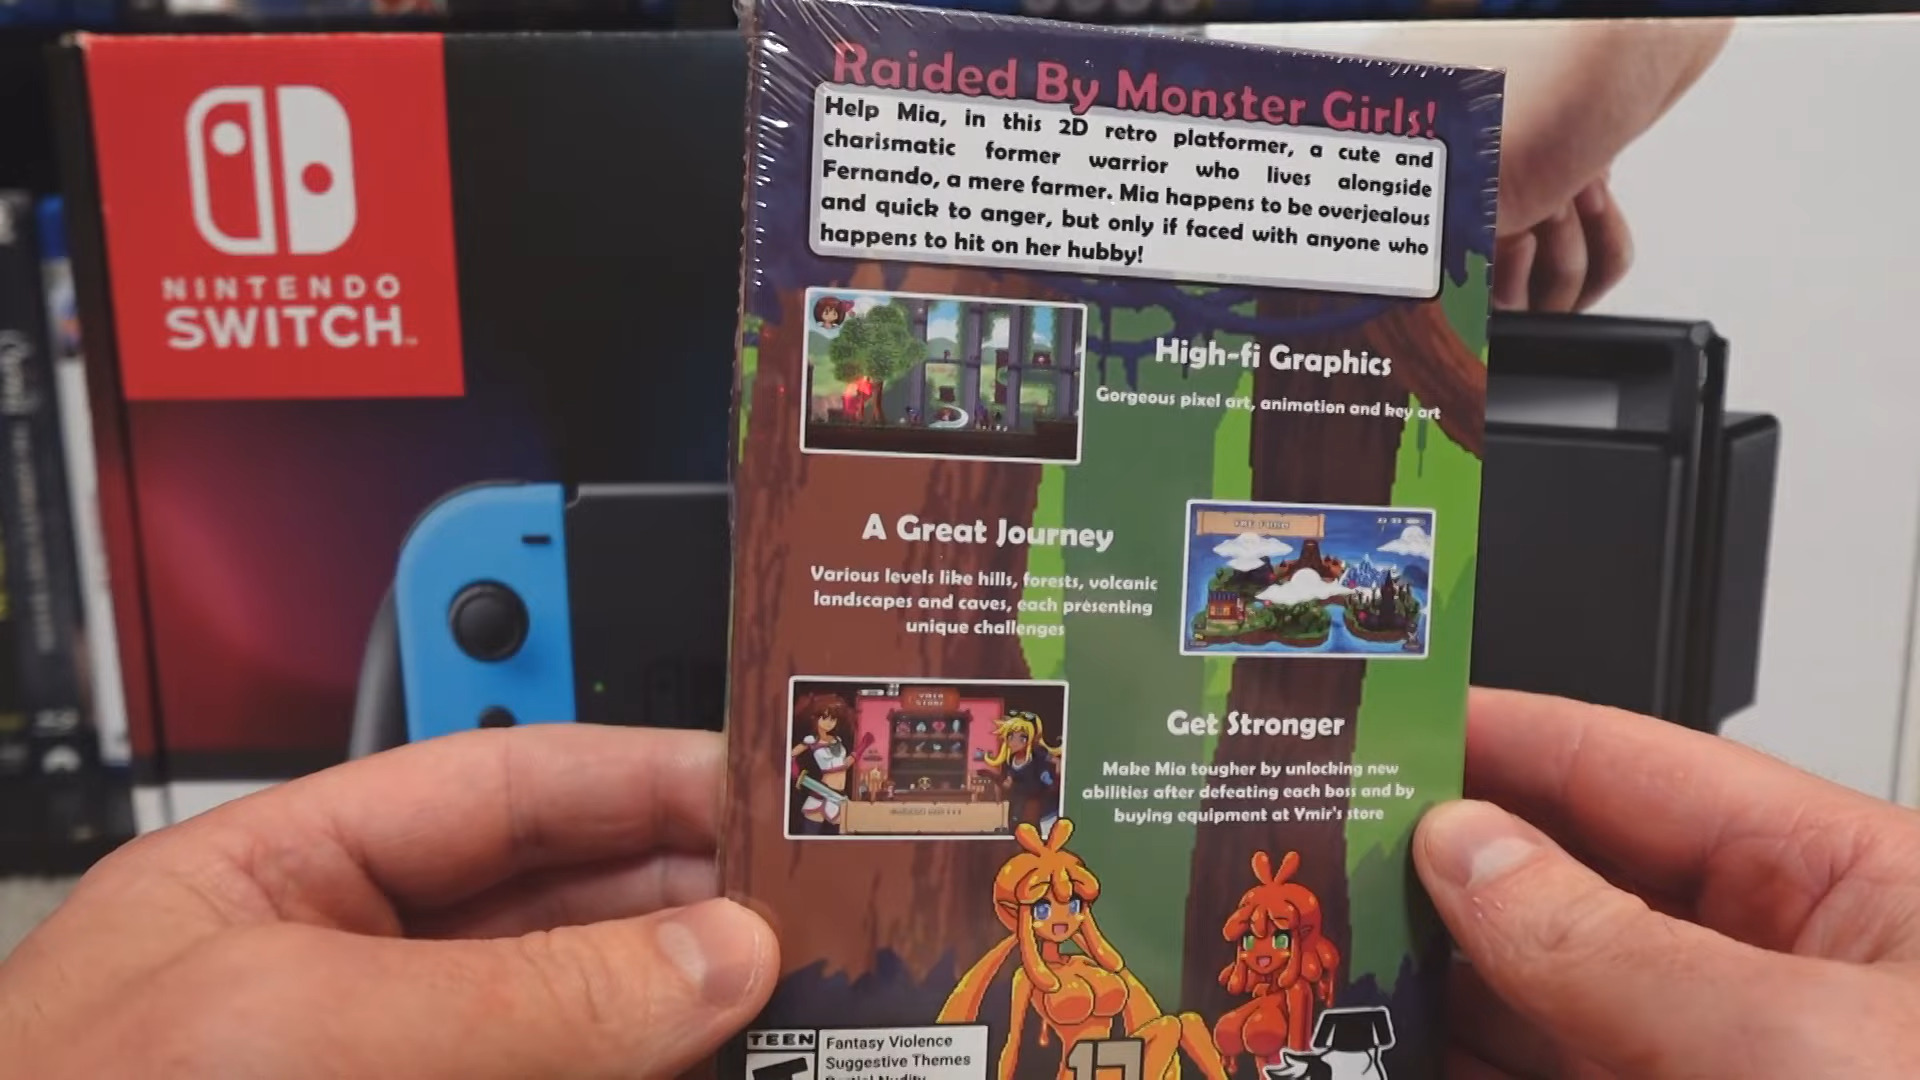 NINTENDO
SWITCH
Raided By Monster Girls!
Help Mia, in this 2D retro platformer, a cute and
charismatic former warrior who lives alongside
Fernando, a mere farmer. Mia happens to be overjealous
and quick to anger, but only if faced with anyone who
happens to hit on her hubby!
High-fi Graphics
Gorgeous pixel art, animation and key art
A Great Journey
Various levels like hills, forests, volcanic
landscapes and caves, each presenting
unique challenges
YMIR
STORE
Get Stronger
Make Mia tougher by unlocking new
abilities after defeating each boss and by
buying equipment at Ymir's store
TEEN
Fantasy Violence
Suggestive Themes
Partial Nudity